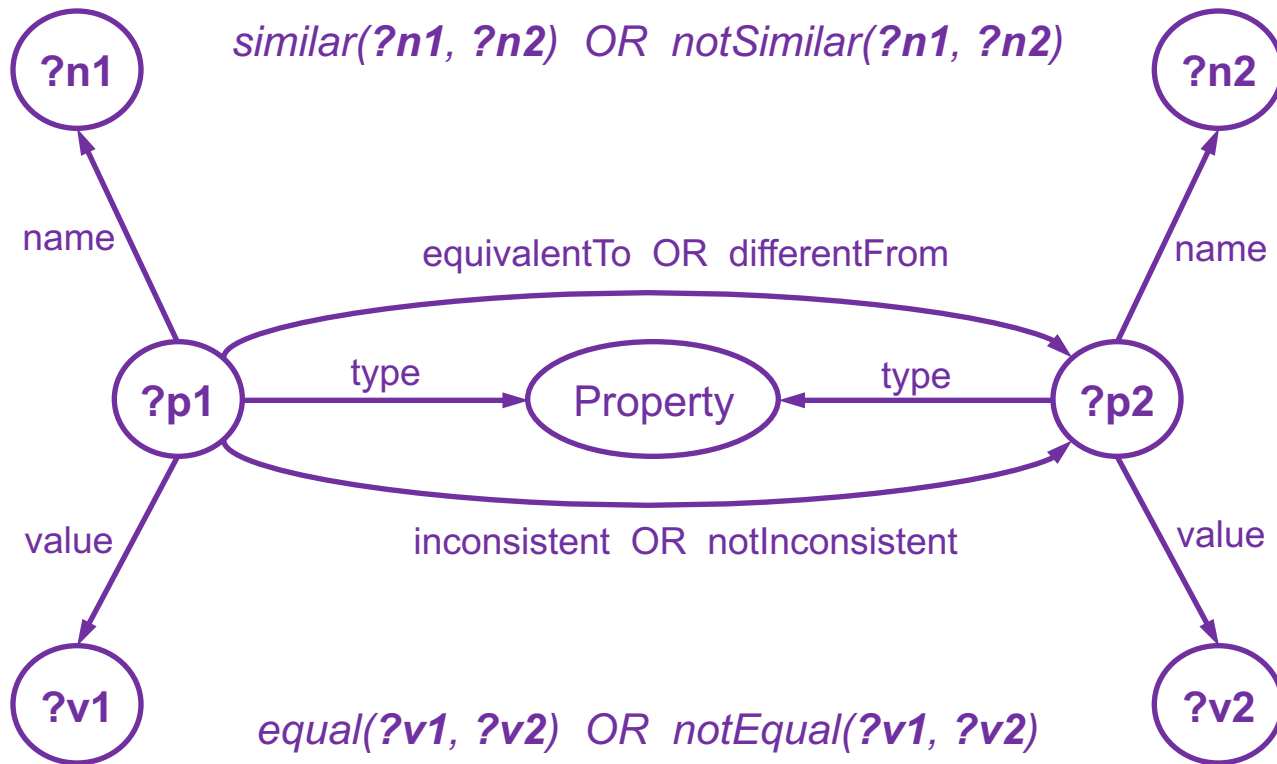 similar(?n1, ?n2) OR notSimilar(?n1, ?n2)
?n1
?n2
name
name
equivalentTo OR differentFrom
type
type
?p1
Property
?p2
value
inconsistent OR notInconsistent
value
?v1
?v2
equal(?v1, ?v2) OR notEqual(?v1, ?v2)